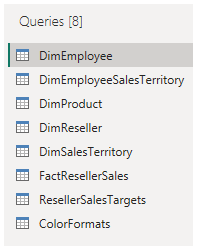 Queries [8]
DimEmployee
DimEmployeeSalesTerritory
DimProduct
DimReseller
DimSalesTerritory
FactResellerSales
ResellerSalesTargets
ColorFormats